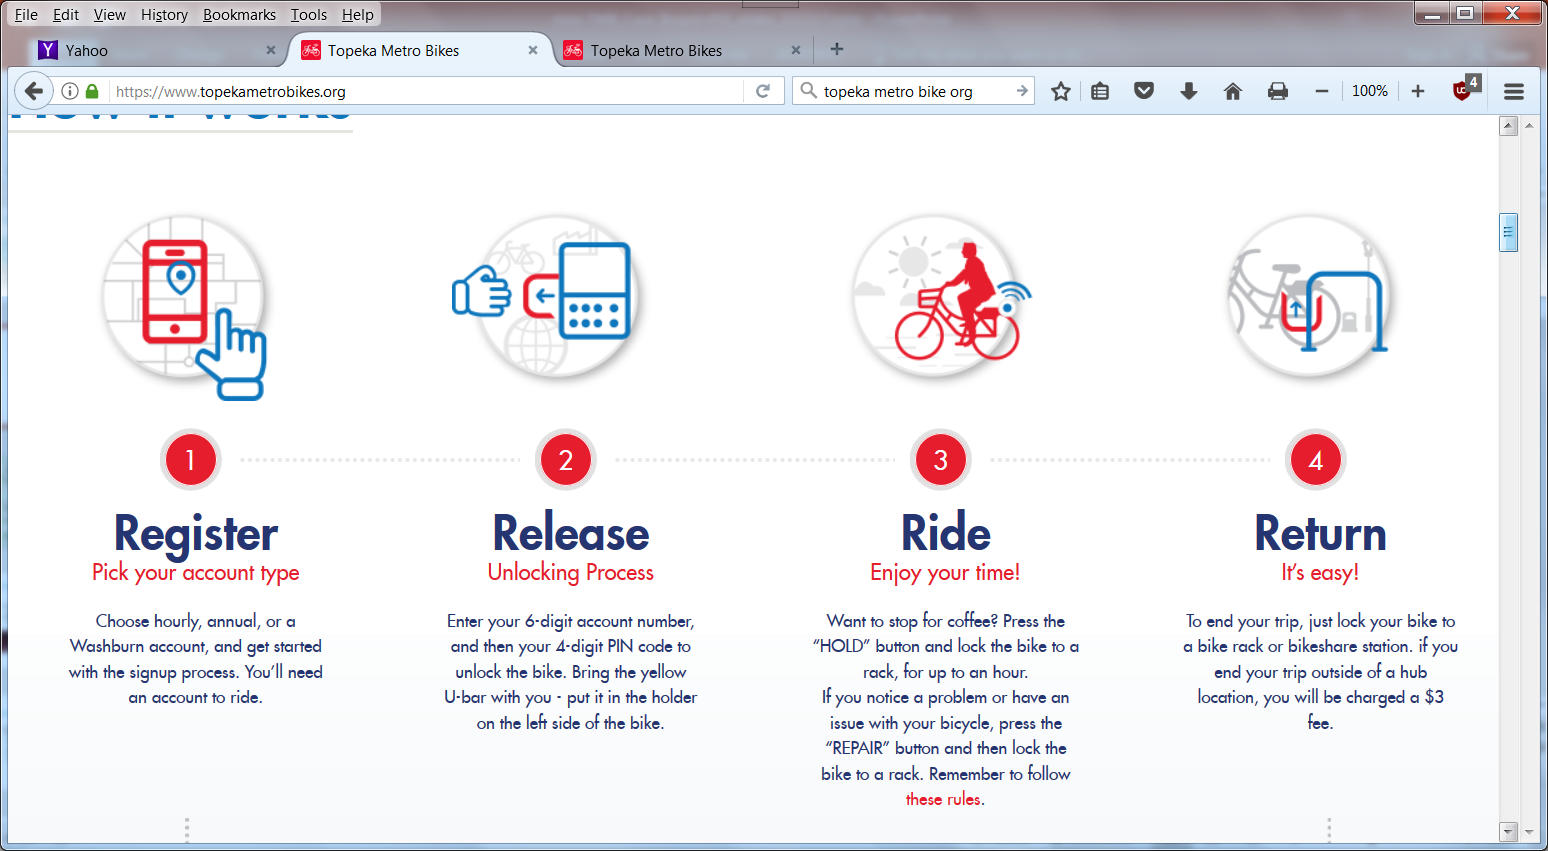 File Edit View History Bookmarks Tools Help
Yahoo
Topeka Metro Bikes
Topeka Metro Bikes
https://www.topekametrobikes.org
topeka metro bike org
100%
4
How it works
1
2
3
4
Register
Pick your account type
Choose hourly, annual, or a
Washburn account, and get started
with the signup process. You'll need
an account to ride.
Release
Unlocking Process
Enter your 6-digit account number,
and then your 4-digit PIN code to
unlock the bike. Bring the yellow
U-bar with you - put it in the holder
on the left side of the bike.
Ride
Enjoy your time!
Want to stop for coffee? Press the
“HOLD” button and lock the bike to a
rack, for up to an hour.
If you notice a problem or have an
issue with your bicycle, press the
“REPAIR” button and then lock the
bike to a rack. Remember to follow
these rules.
Return
It's easy!
To end your trip, just lock your bike to
a bike rack or bikeshare station. if you
end your trip outside of a hub
location, you will be charged a $3
fee.